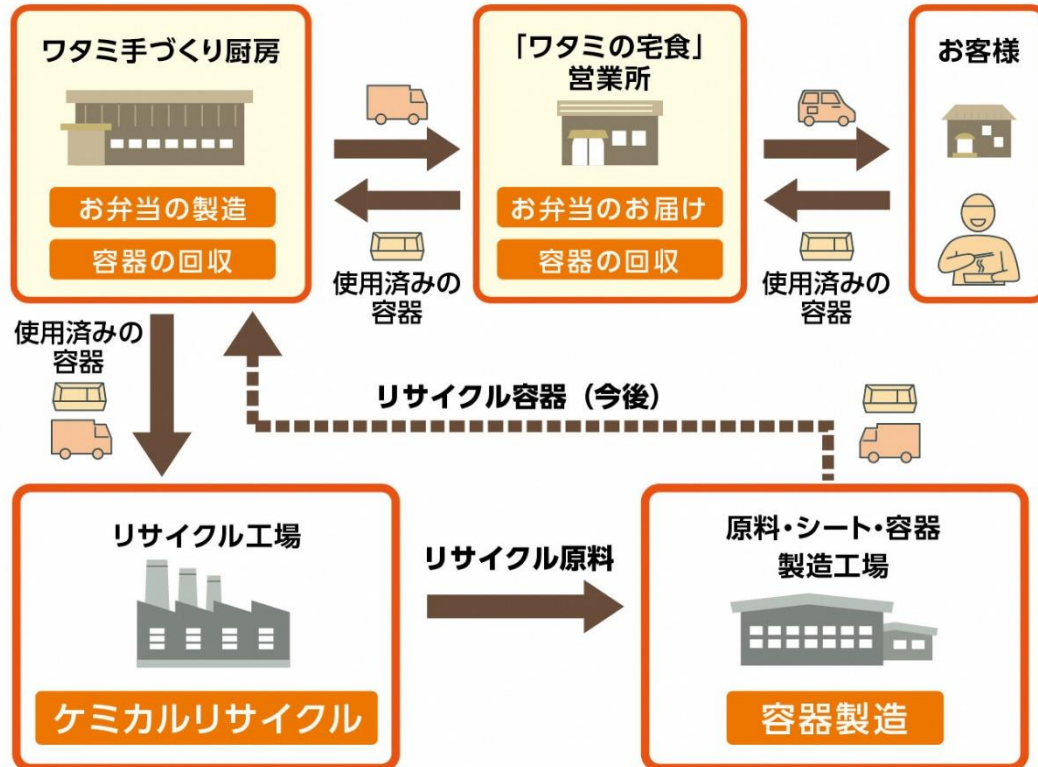 ワタミ手づくり厨房
お弁当の製造
容器の回収
「ワタミの宅食」
営業所
お弁当のお届け
容器の回収
お客様
使用済みの
容器
使用済みの
容器
使用済みの
容器
リサイクル容器（今後）
リサイクル工場
ケミカルリサイクル
リサイクル原料
原料・シート・容器
製造工場
容器製造